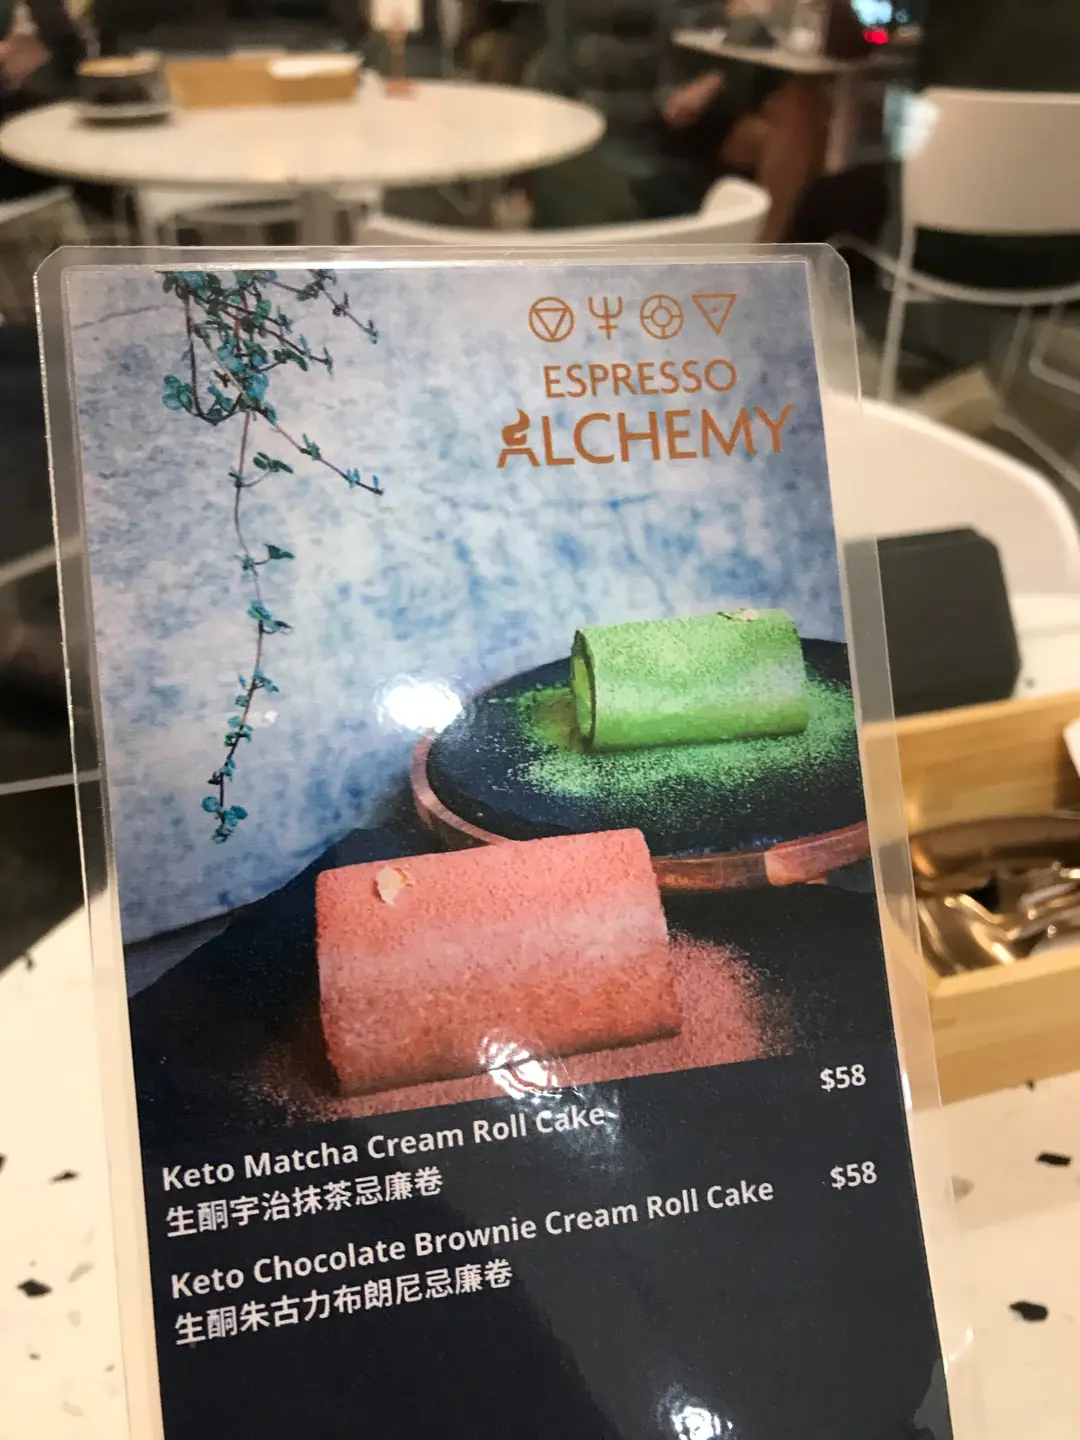 ESPRESSO
ALCHEMY
Keto Matcha Cream Roll Cake $58
生酮宇治抹茶忌廉卷
Keto Chocolate Brownie Cream Roll Cake $58
生酮朱古力布朗尼忌廉卷